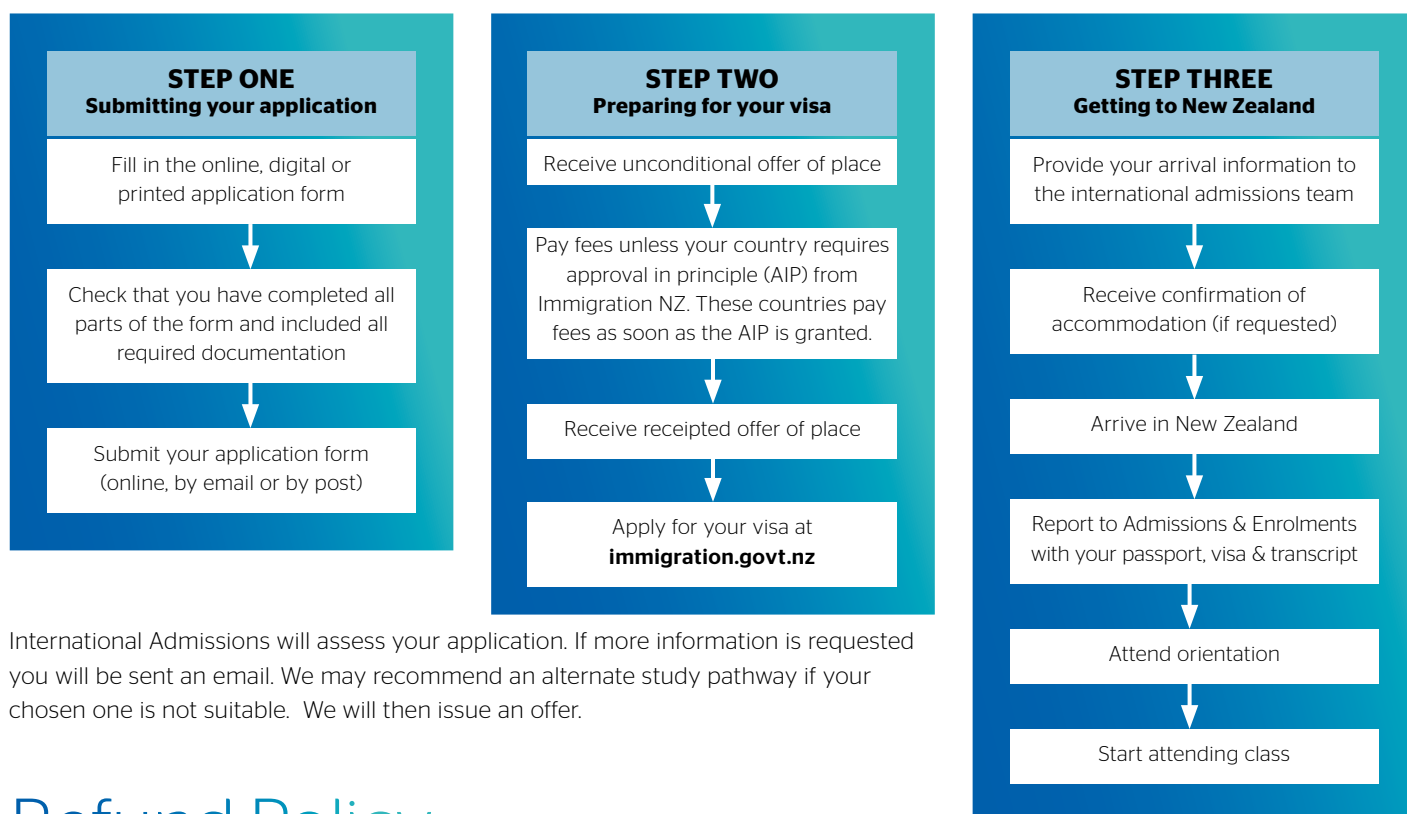 STEP ONE
Submitting your application
Fill in the online, digital or
printed application form
Check that you have completed all
parts of the form and included all
required documentation
Submit your application form
(online, by email or by post)
STEP TWO
Preparing for your visa
Receive unconditional offer of place
Pay fees unless your country requires
approval in principle (AIP) from
Immigration NZ. These countries pay
fees as soon as the AIP is granted.
Receive receipted offer of place
Apply for your visa at
immigration.govt.nz
STEP THREE
Getting to New Zealand
Provide your arrival information to
the international admissions team
Receive confirmation of
accommodation (if requested)
Arrive in New Zealand
Report to Admissions & Enrolments
with your passport, visa & transcript
Attend orientation
Start attending class
International Admissions will assess your application. If more information is requested
you will be sent an email. We may recommend an alternate study pathway if your
chosen one is not suitable.  We will then issue an offer.
Refund Policy